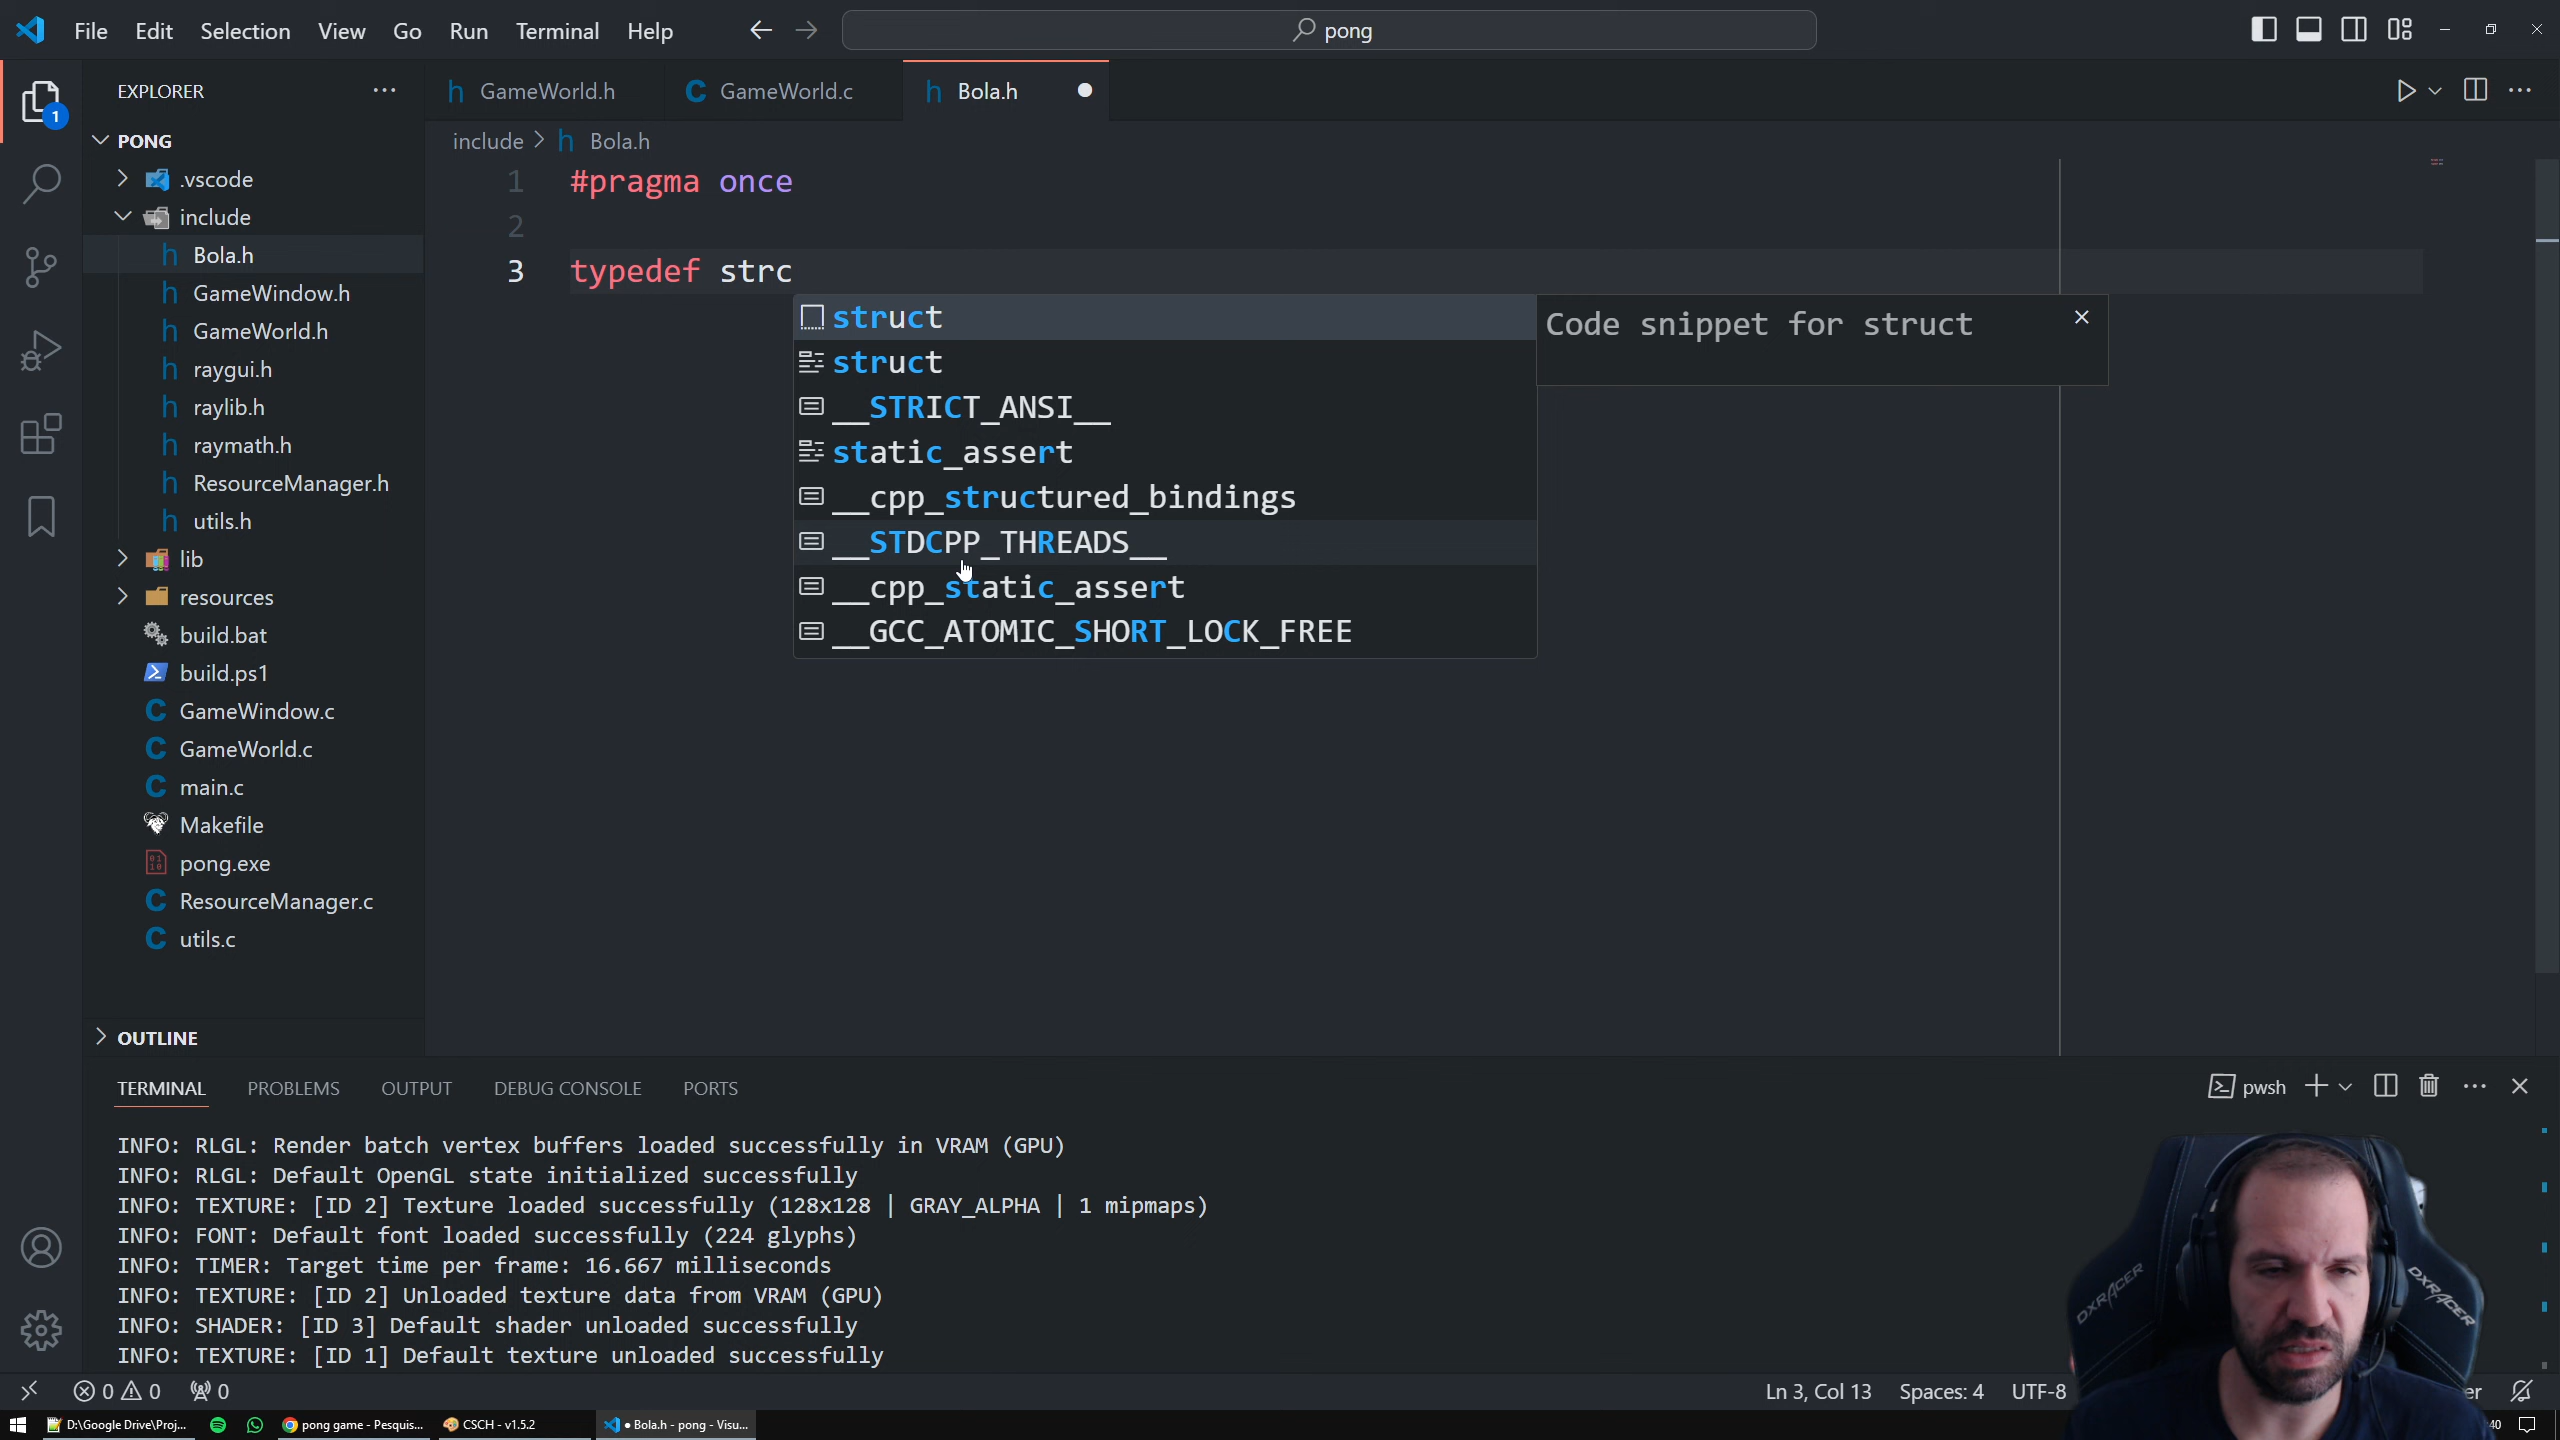 File Edit Selection View Go Run Terminal Help
pong
EXPLORER
1
PONG
.vscode
include
Bola.h
GameWindow.h
GameWorld.h
raygui.h
raylib.h
raymath.h
ResourceManager.h
utils.h
lib
resources
build.bat
build.ps1
GameWindow.c
GameWorld.c
main.c
Makefile
pong.exe
ResourceManager.c
utils.c
OUTLINE
GameWorld.h GameWorld.c Bola.h
include > Bola.h
1 #pragma once
2
3 typedef strc
struct
struct
__STRICT_ANSI__
static_assert
__cpp_structured_bindings
__STDCPP_THREADS__
__cpp_static_assert
__GCC_ATOMIC_SHORT_LOCK_FREE
Code snippet for struct
TERMINAL PROBLEMS OUTPUT DEBUG CONSOLE PORTS
pwsh
INFO: RLGL: Render batch vertex buffers loaded successfully in VRAM (GPU)
INFO: RLGL: Default OpenGL state initialized successfully
INFO: TEXTURE: [ID 2] Texture loaded successfully (128x128 | GRAY_ALPHA | 1 mipmaps)
INFO: FONT: Default font loaded successfully (224 glyphs)
INFO: TIMER: Target time per frame: 16.667 milliseconds
INFO: TEXTURE: [ID 2] Unloaded texture data from VRAM (GPU)
INFO: SHADER: [ID 3] Default shader unloaded successfully
INFO: TEXTURE: [ID 1] Default texture unloaded successfully
DXRACER DXRACER
0 0 0 Ln 3, Col 13 Spaces: 4 UTF-8 er
D:\Google Drive\Proj... pong game - Pesquis... CSCH - v1.5.2 ● Bola.h - pong - Visu... 40